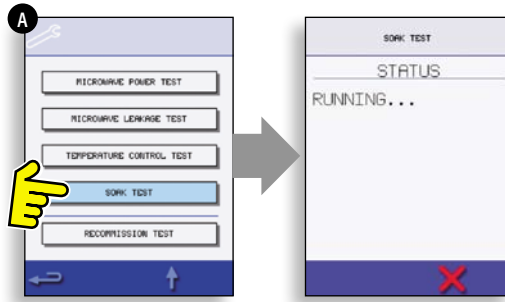 A
MICROWAVE POWER TEST
MICROWAVE LEAKAGE TEST
TEMPERATURE CONTROL TEST
SOAK TEST
RECOMMISSION TEST
SOAK TEST
STATUS
RUNNING...